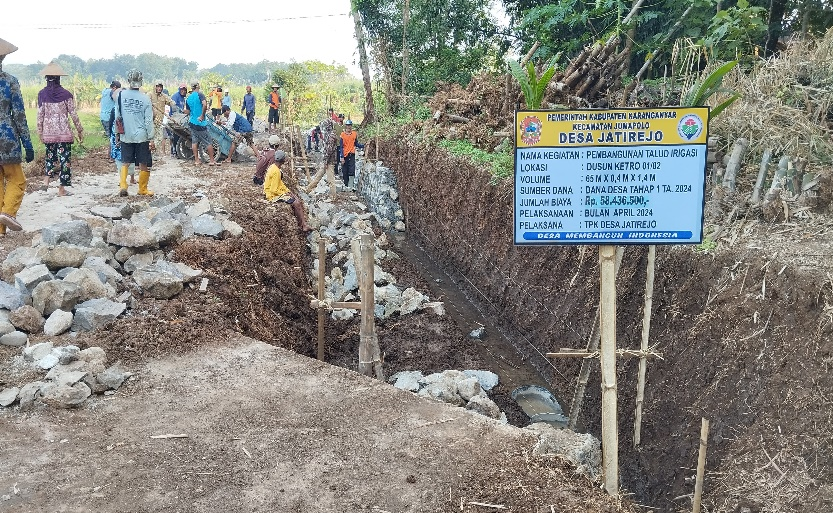 PEMERINTAH KABUPATEN KARANGANYAR
KECAMATAN JUMAPOLO
DESA JATIREJO
NAMA KEGIATAN : PEMBANGUNAN TALUD IRIGASI
LOKASI : DUSUN KETRO 01/02
VOLUME : 65 M X 0,4 M X 1,4 M
SUMBER DANA : DANA DESA TAHAP 1 TA. 2024
JUMLAH BIAYA : Rp. 58.436.500,-
PELAKSANAAN : BULAN APRIL 2024
PELAKSANA : TPK DESA JATIREJO
DESA MEMBANGUN INDONESIA